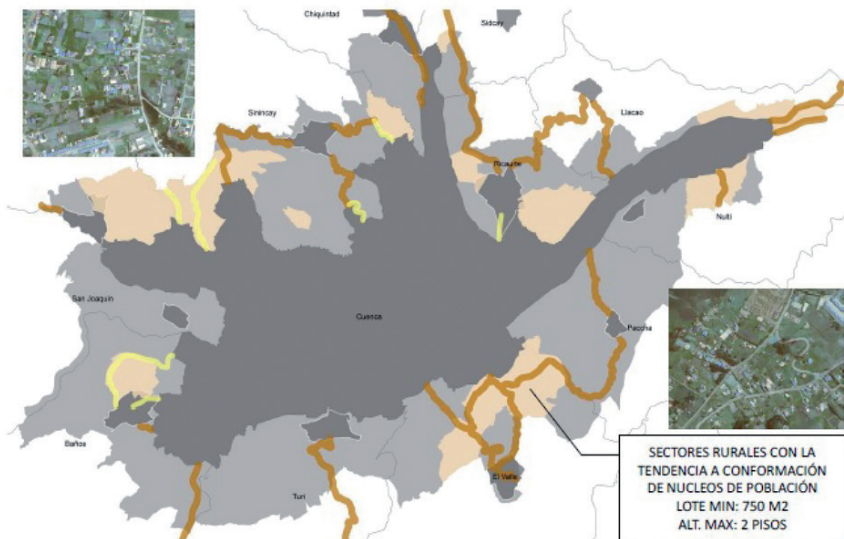 Chiquintad
Sidcay
Sinincay
Llacao
Ricaurte
Nulti
San Joaquin
Cuenca
Paccha
Baños
Turi
El Valle
SECTORES RURALES CON LA
TENDENCIA A CONFORMACIÓN
DE NUCLEOS DE POBLACIÓN
LOTE MIN: 750 M2
ALT. MAX: 2 PISOS